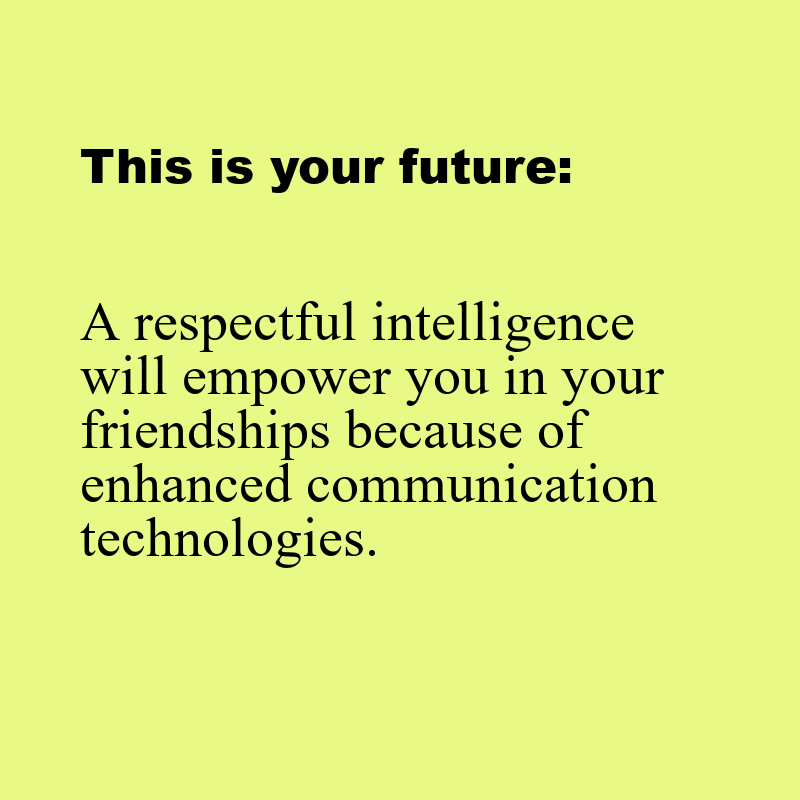 This is your future:
A respectful intelligence
will empower you in your
friendships because of
enhanced communication
technologies.